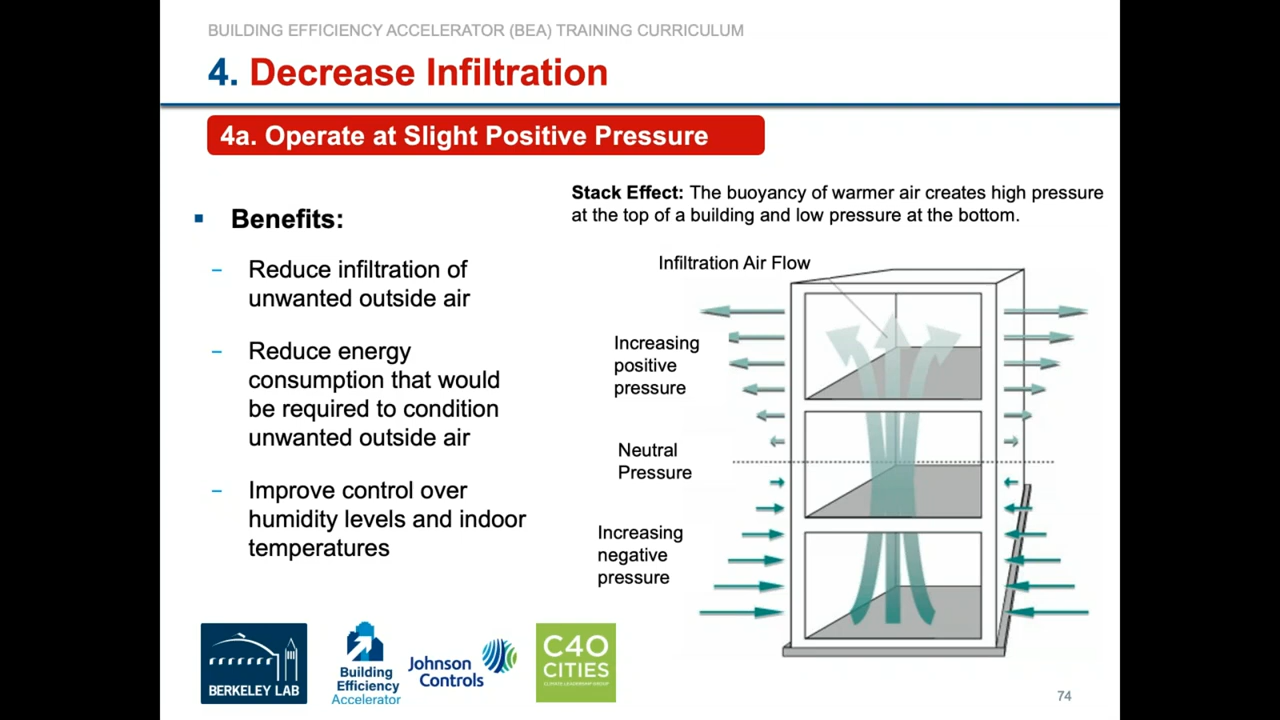 BUILDING EFFICIENCY ACCELERATOR (BEA) TRAINING CURRICULUM
4. Decrease Infiltration
4a. Operate at Slight Positive Pressure
Stack Effect: The buoyancy of warmer air creates high pressure
at the top of a building and low pressure at the bottom.
▪ Benefits:
– Reduce infiltration of
unwanted outside air
– Reduce energy
consumption that would
be required to condition
unwanted outside air
– Improve control over
humidity levels and indoor
temperatures
Infiltration Air Flow
Increasing
positive
pressure
Neutral
Pressure
Increasing
negative
pressure
BERKELEY LAB
Building
Efficiency
Accelerator
Johnson
Controls
C40
CITIES
CLIMATE LEADERSHIP GROUP
74